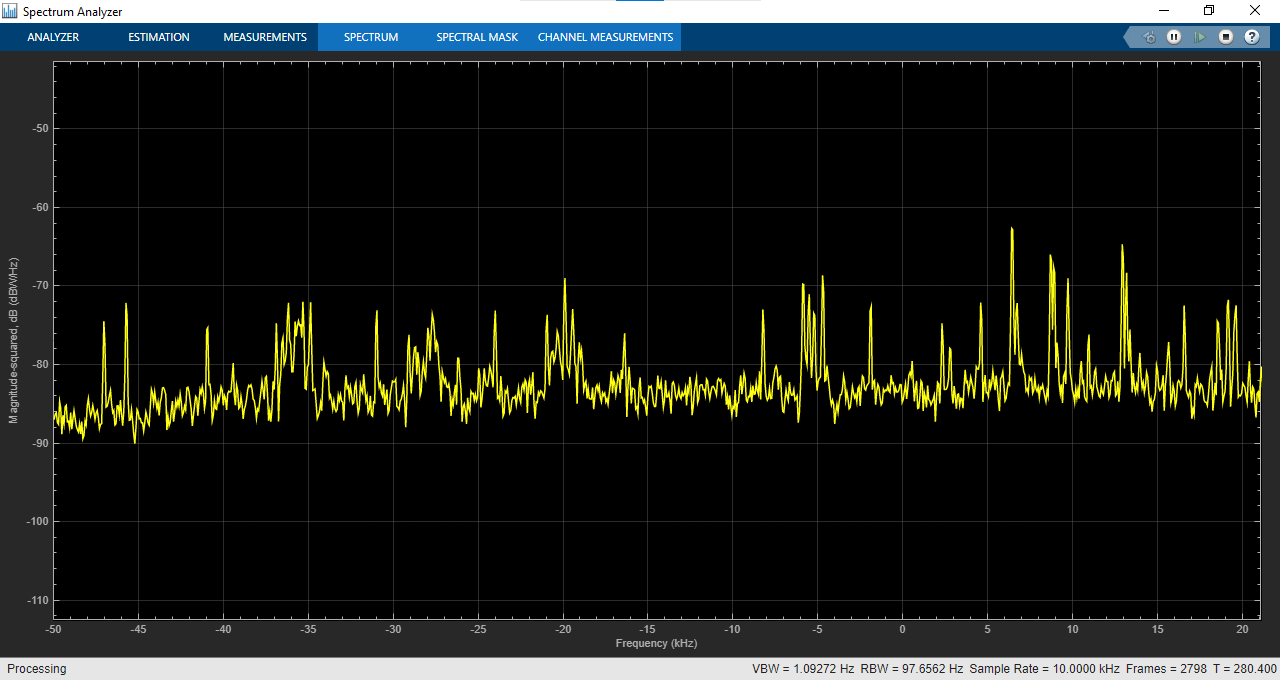 Spectrum Analyzer
ANALYZER ESTIMATION MEASUREMENTS SPECTRUM SPECTRAL MASK CHANNEL MEASUREMENTS
-50
-60
-70
-80
-90
-100
-110
Magnitude-squared, dB (dBW/Hz)
-50 -45 -40 -35 -30 -25 -20 -15 -10 -5 0 5 10 15 20
Frequency (kHz)
Processing VBW = 1.09272 Hz RBW = 97.6562 Hz Sample Rate = 10.0000 kHz Frames = 2798 T = 280.400